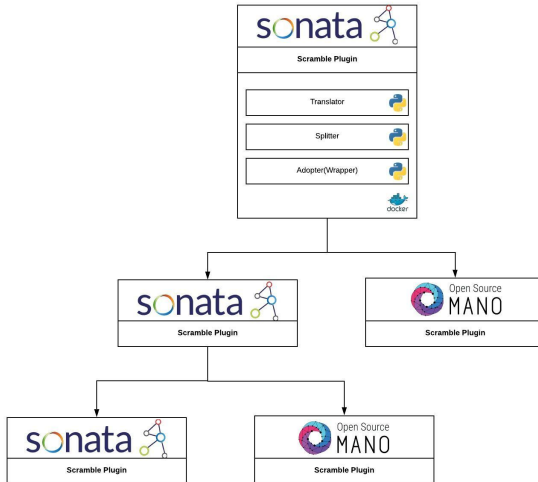 sonata
Scramble Plugin
Translator
Splitter
Adopter(Wrapper)
docker
sonata
Scramble Plugin
Open Source
MANO
Scramble Plugin
sonata
Scramble Plugin
Open Source
MANO
Scramble Plugin